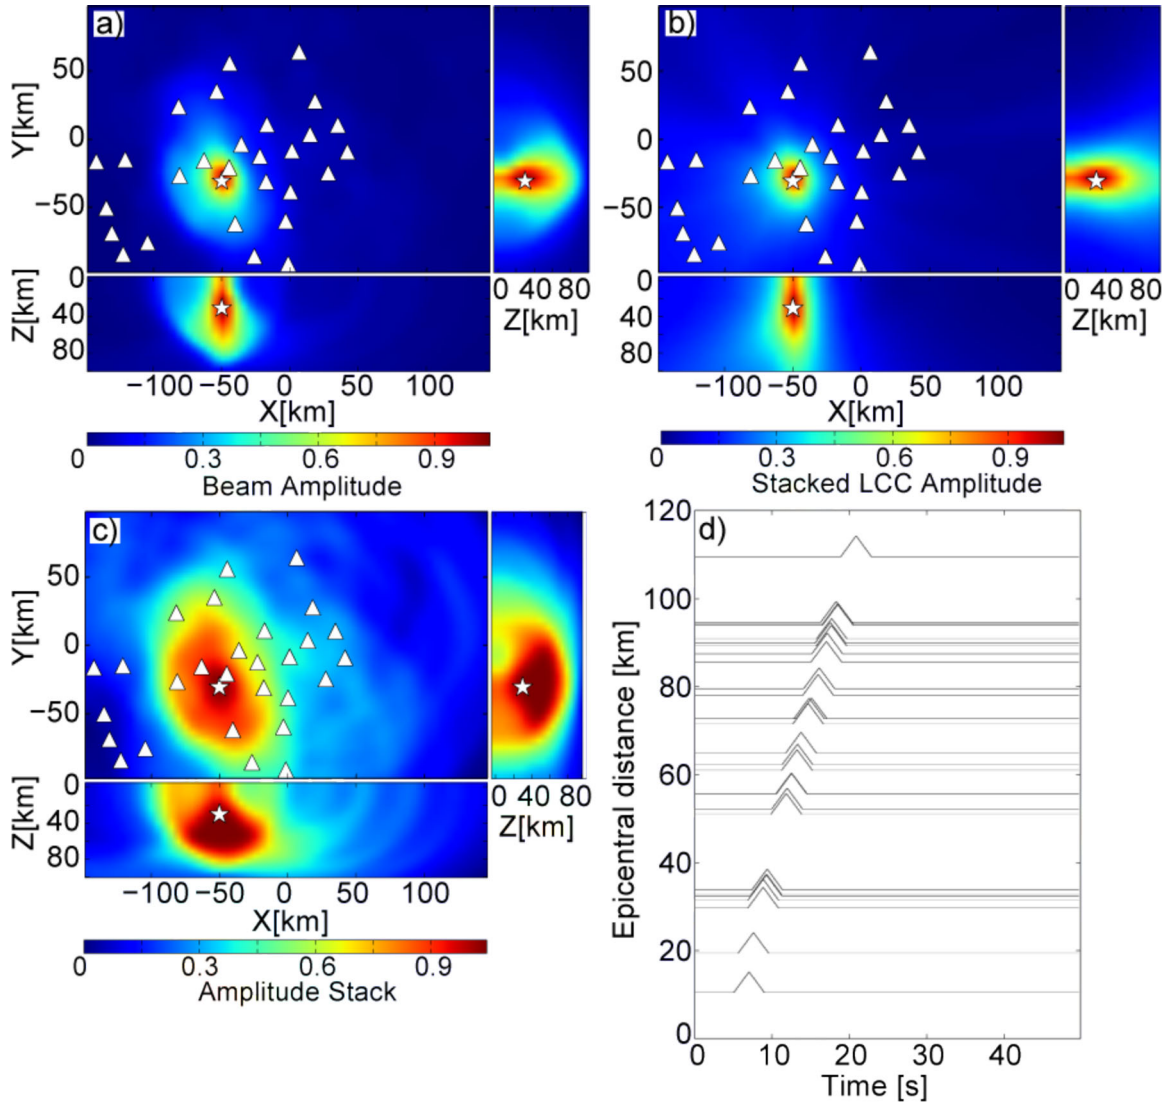 a)
50
0
−50
Y[km]
0
40
80
Z[km]
−100 −50 0 50 100
X[km]
0 40 80
Z[km]
0 0.3 0.6 0.9
Beam Amplitude
b)
50
0
−50
0
40
80
−100 −50 0 50 100
X[km]
0 40 80
Z[km]
0 0.3 0.6 0.9
Stacked LCC Amplitude
c)
50
0
−50
Y[km]
0
40
80
Z[km]
−100 −50 0 50 100
X[km]
0 40 80
Z[km]
0 0.3 0.6 0.9
Amplitude Stack
d)
120
100
80
60
40
20
0
Epicentral distance [km]
0 10 20 30 40
Time [s]